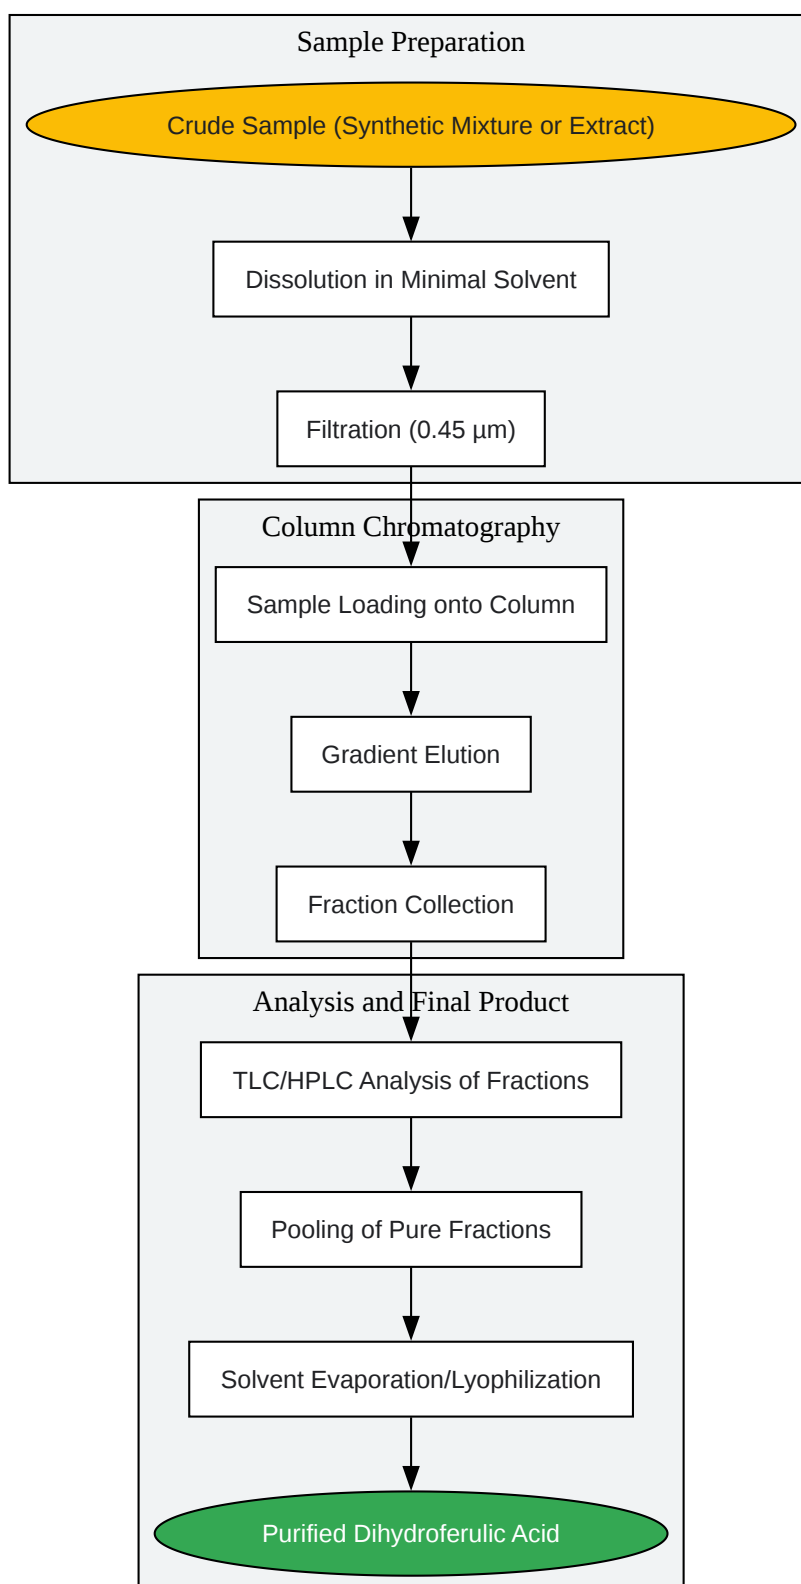 Sample Preparation
Crude Sample (Synthetic Mixture or Extract)
Dissolution in Minimal Solvent
Filtration (0.45 µm)
Column Chromatography
Sample Loading onto Column
Gradient Elution
Fraction Collection
Analysis and Final Product
TLC/HPLC Analysis of Fractions
Pooling of Pure Fractions
Solvent Evaporation/Lyophilization
Purified Dihydroferulic Acid